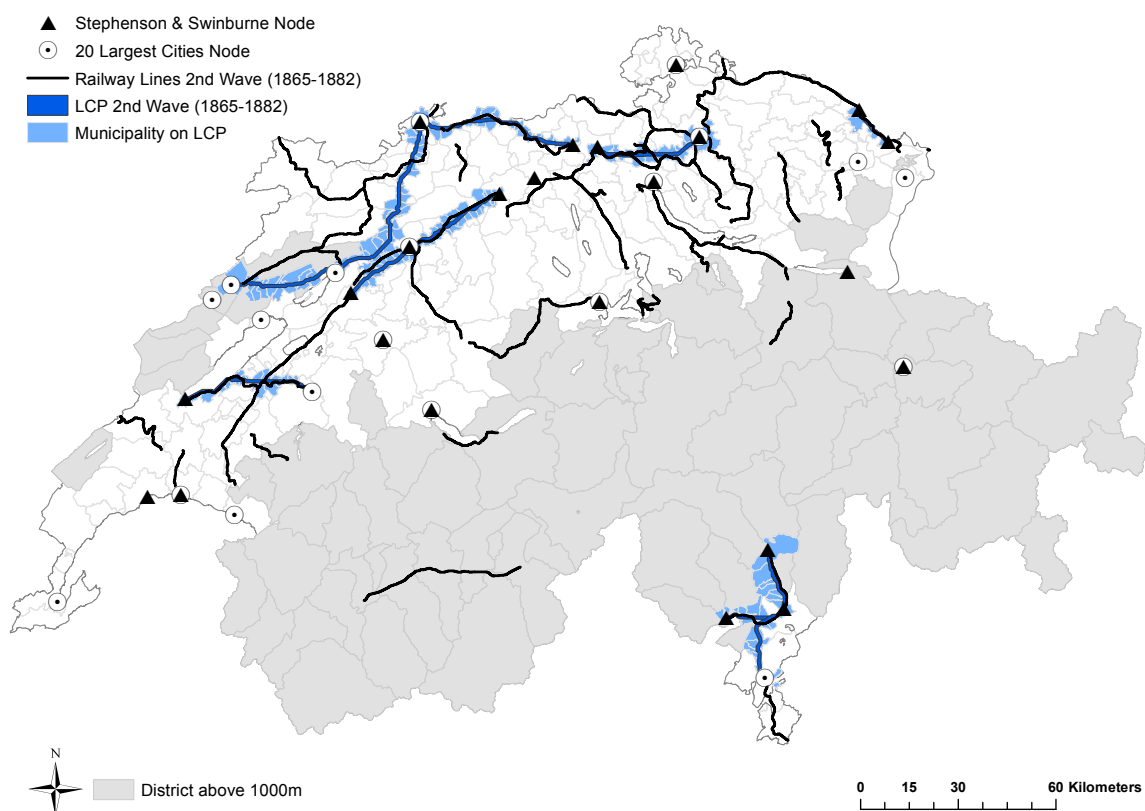 Stephenson & Swinburne Node
20 Largest Cities Node
Railway Lines 2nd Wave (1865-1882)
LCP 2nd Wave (1865-1882)
Municipality on LCP
N
District above 1000m
0 15 30 60 Kilometers